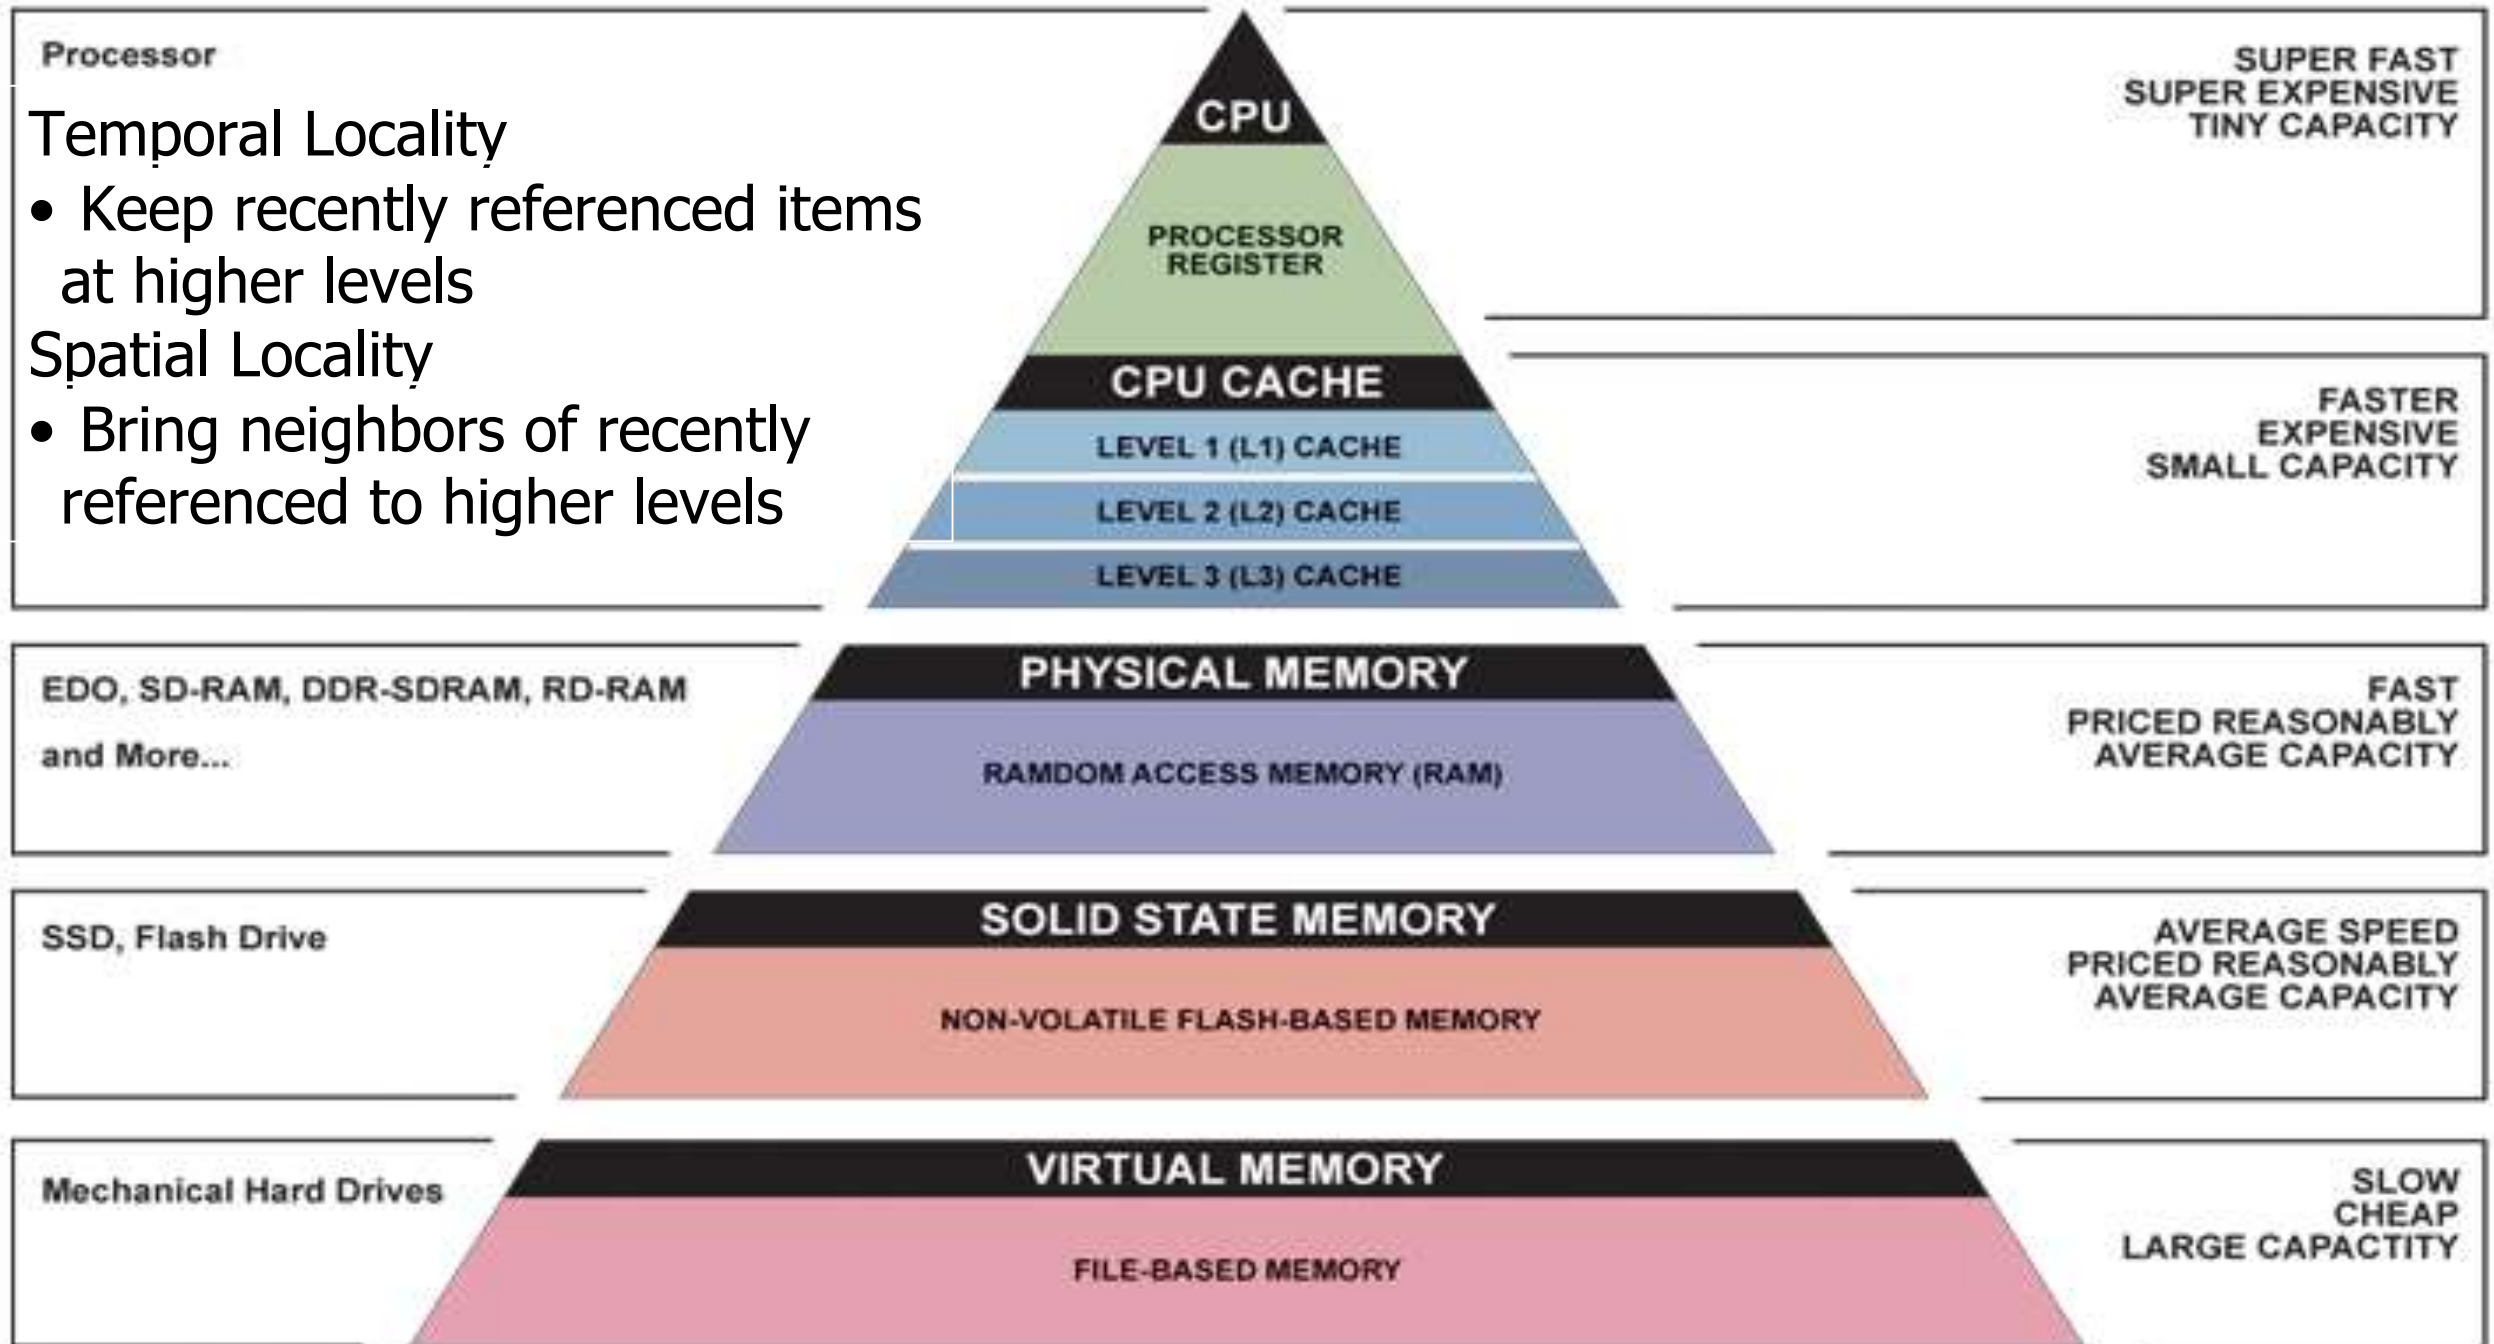 Processor
Temporal Locality
• Keep recently referenced items
at higher levels
Spatial Locality
• Bring neighbors of recently
referenced to higher levels
CPU
PROCESSOR
REGISTER
SUPER FAST
SUPER EXPENSIVE
TINY CAPACITY
CPU CACHE
LEVEL 1 (L1) CACHE
LEVEL 2 (L2) CACHE
LEVEL 3 (L3) CACHE
FASTER
EXPENSIVE
SMALL CAPACITY
EDO, SD-RAM, DDR-SDRAM, RD-RAM
and More...
PHYSICAL MEMORY
RAMDOM ACCESS MEMORY (RAM)
FAST
PRICED REASONABLY
AVERAGE CAPACITY
SSD, Flash Drive
SOLID STATE MEMORY
NON-VOLATILE FLASH-BASED MEMORY
AVERAGE SPEED
PRICED REASONABLY
AVERAGE CAPACITY
Mechanical Hard Drives
VIRTUAL MEMORY
FILE-BASED MEMORY
SLOW
CHEAP
LARGE CAPACTITY